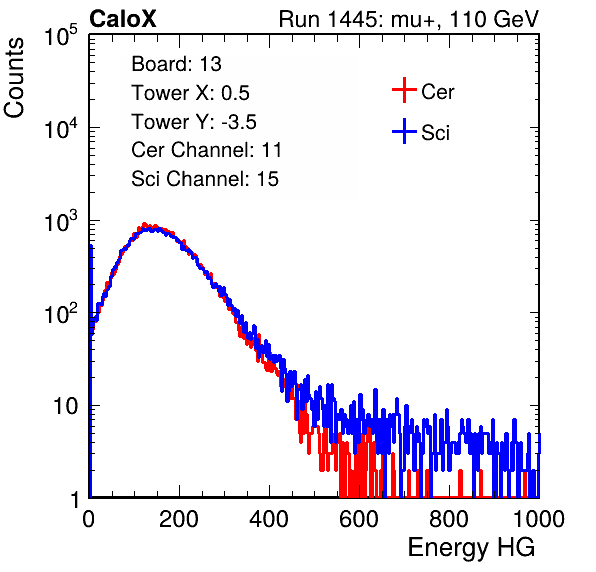 CaloX Run 1445: mu+, 110 GeV
Counts
Board: 13
Tower X: 0.5
Tower Y: -3.5
Cer Channel: 11
Sci Channel: 15
Cer
Sci
10^5
10^4
10^3
10^2
10
1
0 200 400 600 800 1000
Energy HG